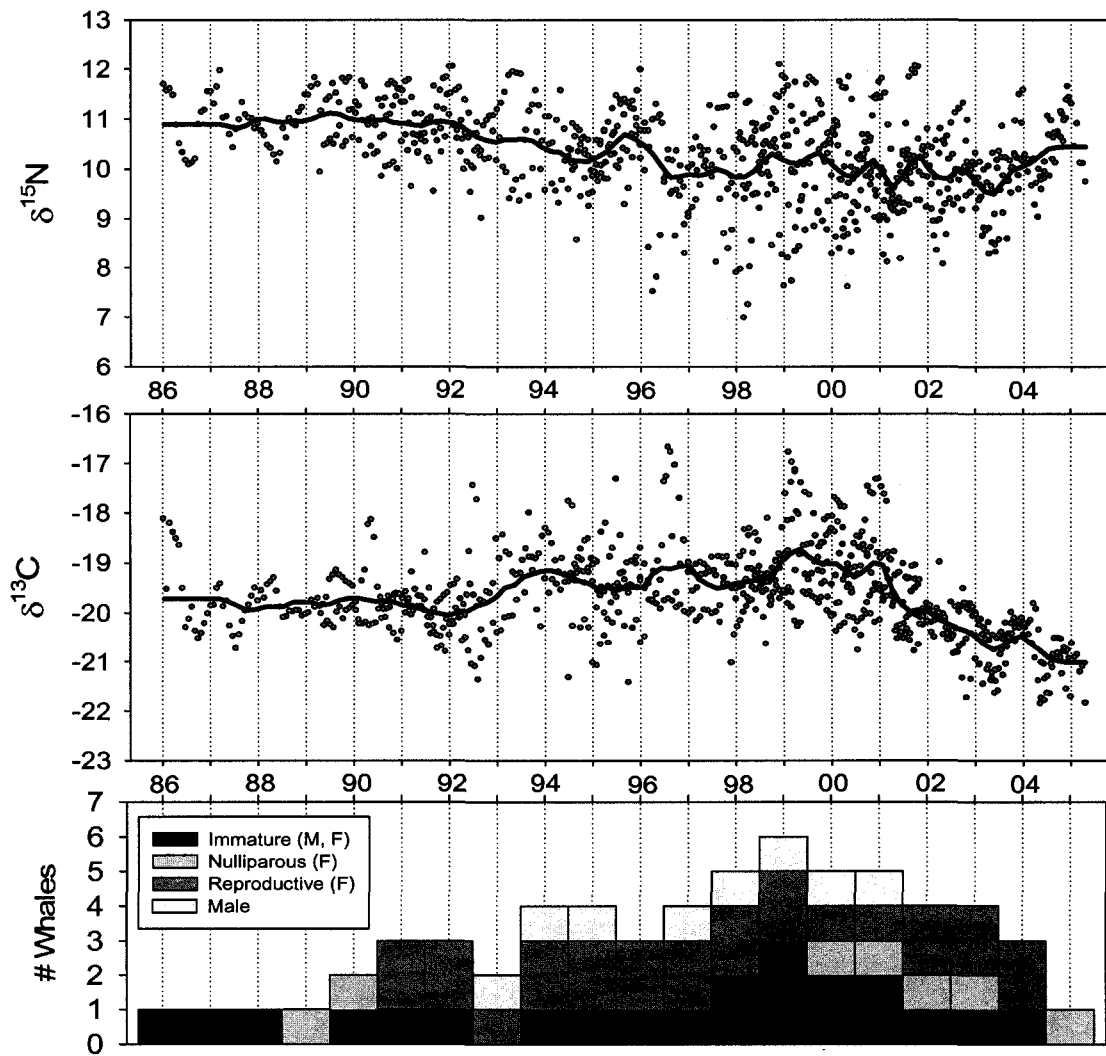 13
12
11
10
9
8
7
6
δ¹⁵N
86 88 90 92 94 96 98 00 02 04
-16
-17
-18
-19
-20
-21
-22
-23
δ¹³C
86 88 90 92 94 96 98 00 02 04
7
6
5
4
3
2
1
0
# Whales
Immature (M, F)
Nulliparous (F)
Reproductive (F)
Male